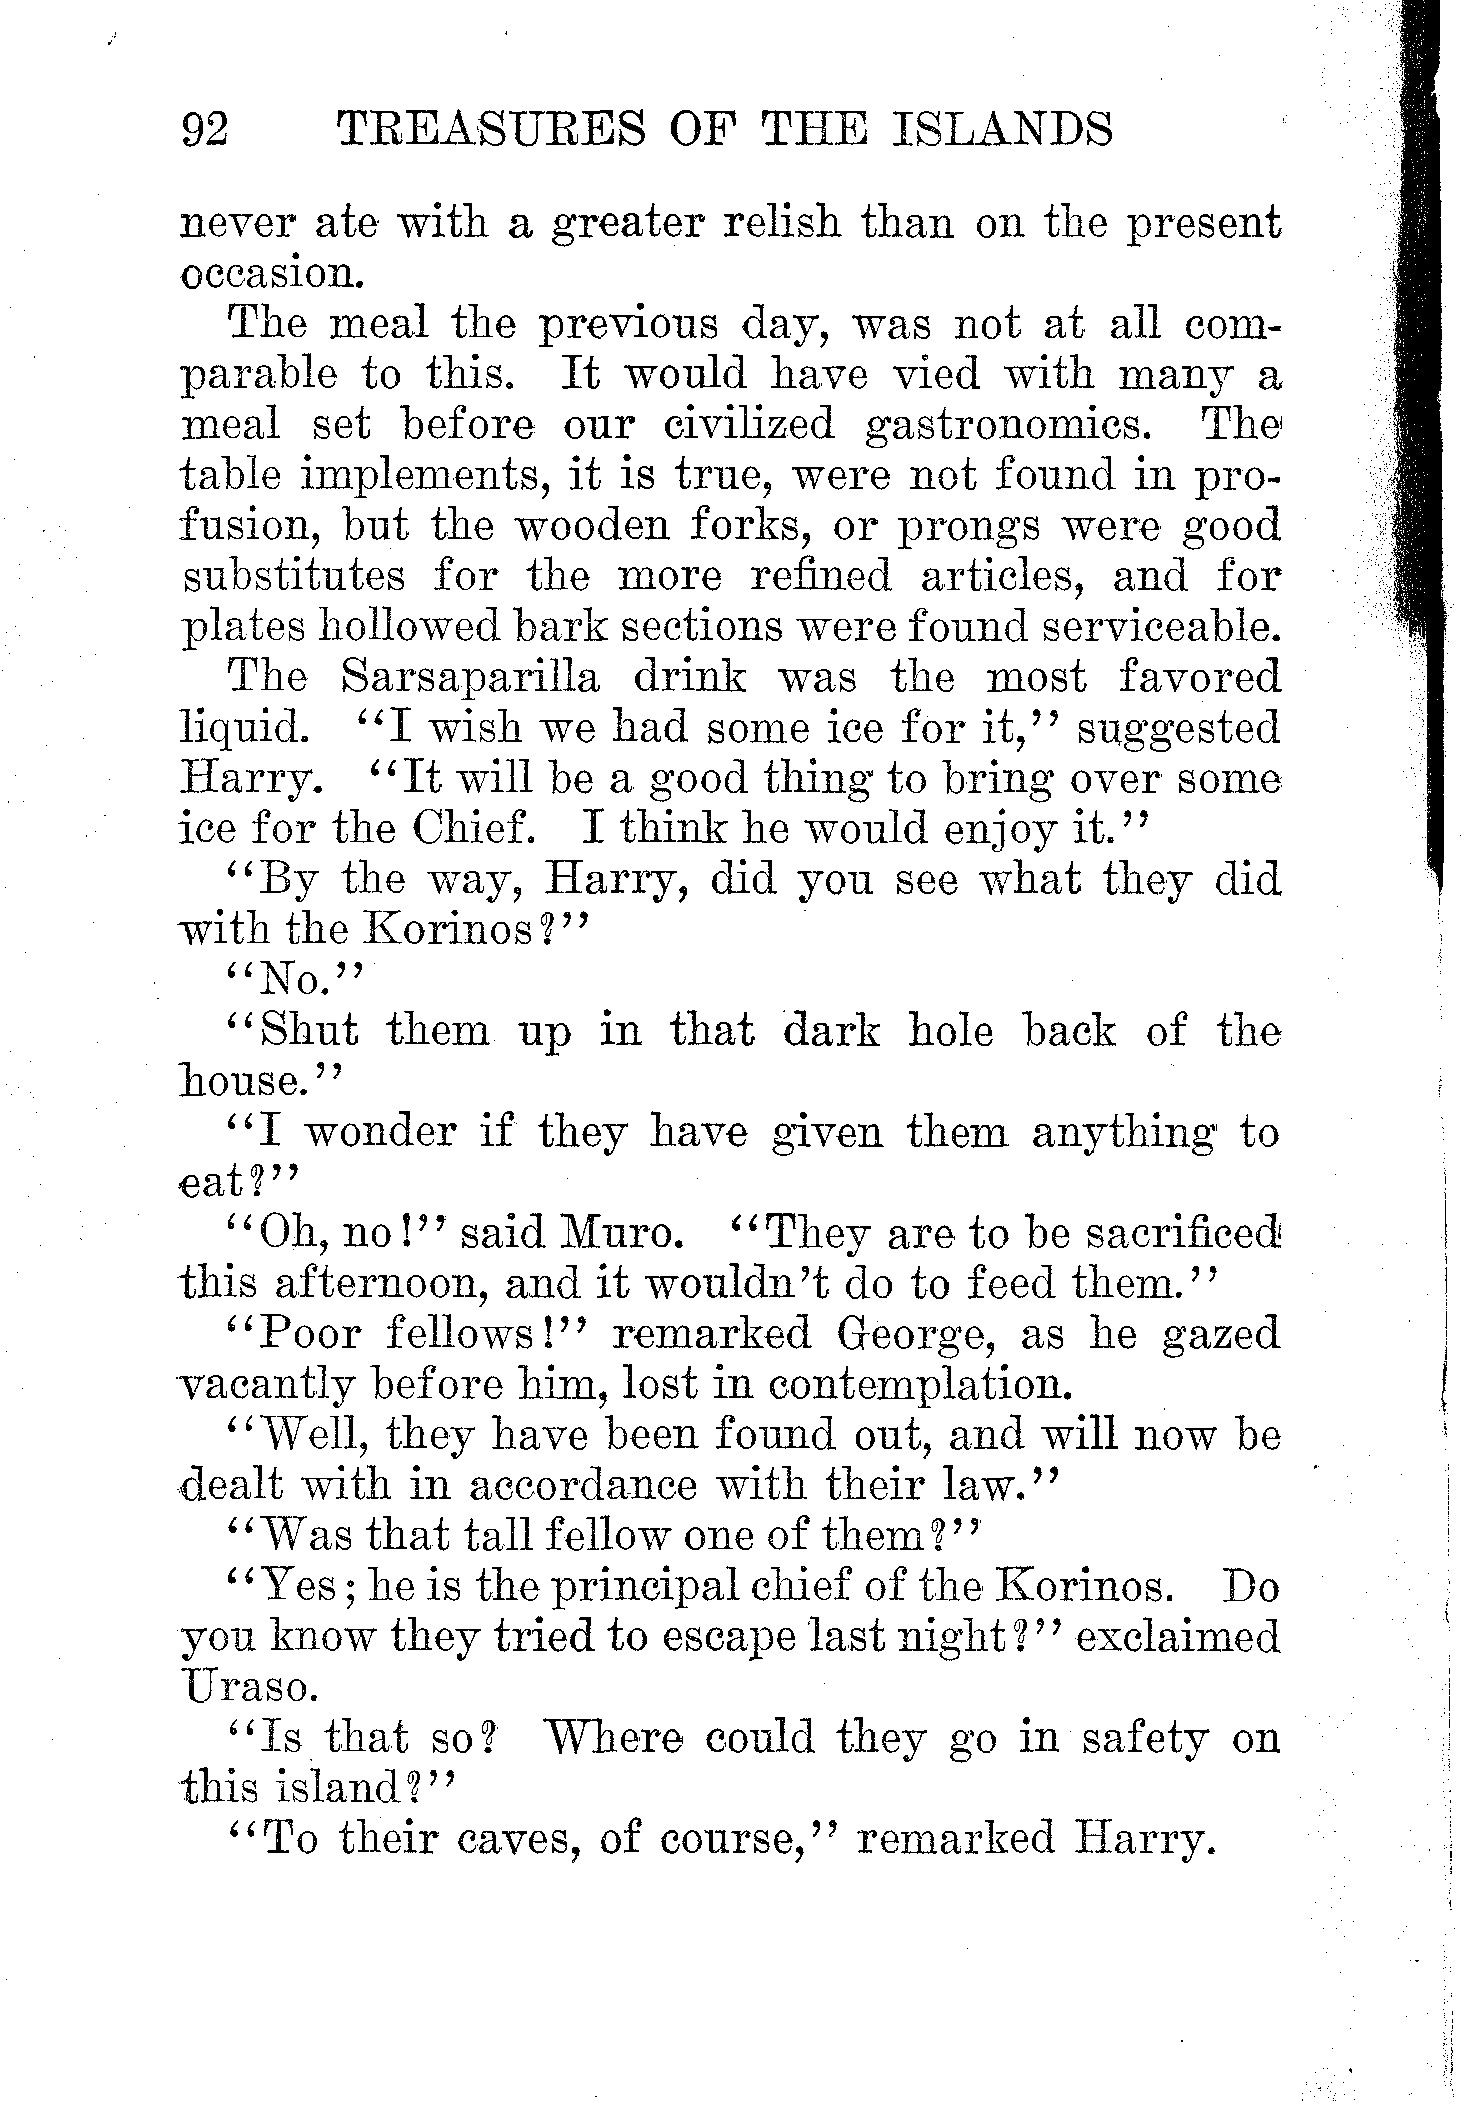 92 TREASURES OF THE ISLANDS
never ate with a greater relish than on the present
occasion.
The meal the previous day, was not at all com-
parable to this. It would have vied with many a
meal set before our civilized gastronomics. The
table implements, it is true, were not found in pro-
fusion, but the wooden forks, or prongs were good
substitutes for the more refined articles, and for
plates hollowed bark sections were found serviceable.
The Sarsaparilla drink was the most favored
liquid. "I wish we had some ice for it," suggested
Harry. "It will be a good thing to bring over some
ice for the Chief. I think he would enjoy it."
"By the way, Harry, did you see what they did
with the Korinos?"
"No."
"Shut them up in that dark hole back of the
house."
"I wonder if they have given them anything to
eat?"
"Oh, no!" said Muro. "They are to be sacrificed
this afternoon, and it wouldn't do to feed them."
"Poor fellows!" remarked George, as he gazed
vacantly before him, lost in contemplation.
"Well, they have been found out, and will now be
dealt with in accordance with their law."
"Was that tall fellow one of them?"
"Yes; he is the principal chief of the Korinos. Do
you know they tried to escape last night?" exclaimed
Uraso.
"Is that so? Where could they go in safety on
this island?"
"To their caves, of course," remarked Harry.